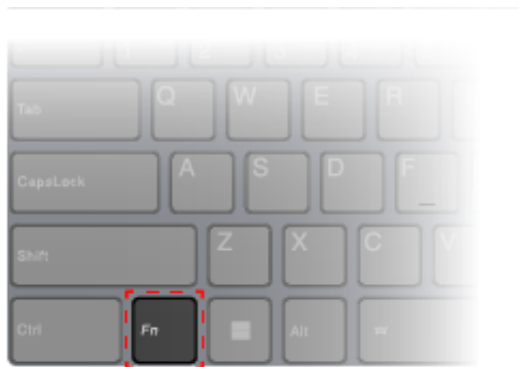 Tab Q W E R
CapsLock A S D F
Shift Z X C V
Ctrl Fn Alt